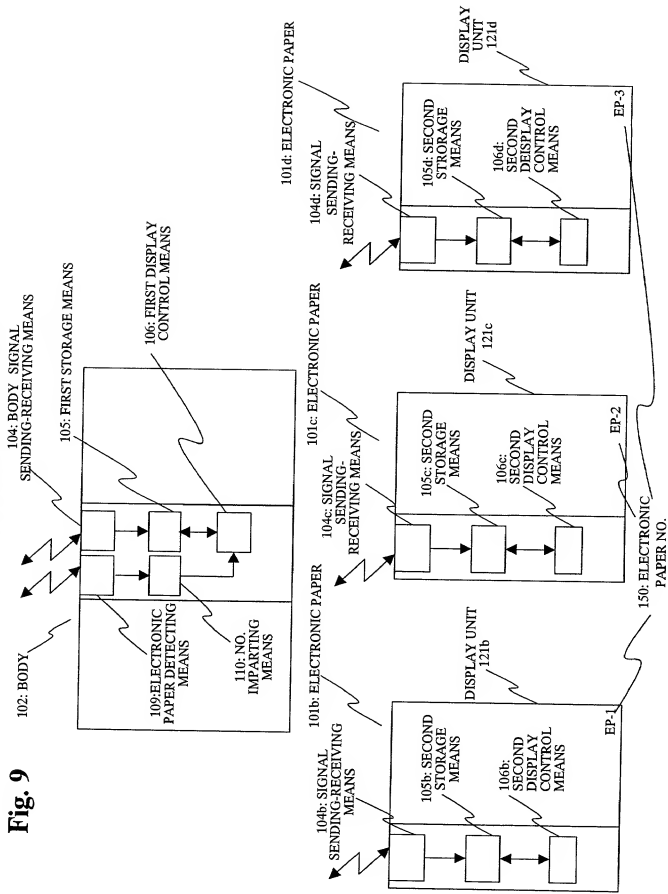 Fig. 9
102: BODY
104: BODY SIGNAL
SENDING-RECEIVING MEANS
105: FIRST STORAGE MEANS
106: FIRST DISPLAY
CONTROL MEANS
109:ELECTRONIC
PAPER DETECTING
MEANS
110: NO.
IMPARTING
MEANS
101b: ELECTRONIC PAPER
104b: SIGNAL
SENDING-RECEIVING
MEANS
DISPLAY UNIT
121b
105b: SECOND
STORAGE
MEANS
106b: SECOND
DISPLAY
CONTROL
MEANS
EP-1
101c: ELECTRONIC PAPER
104c: SIGNAL
SENDING-
RECEIVING MEANS
DISPLAY UNIT
121c
105c: SECOND
STORAGE
MEANS
106c: SECOND
DISPLAY
CONTROL
MEANS
EP-2
101d: ELECTRONIC PAPER
104d: SIGNAL
SENDING-
RECEIVING MEANS
DISPLAY
UNIT
121d
105d: SECOND
STRORAGE
MEANS
106d: SECOND
DEISPLAY
CONTROL
MEANS
EP-3
150: ELECTRONIC
PAPER NO.